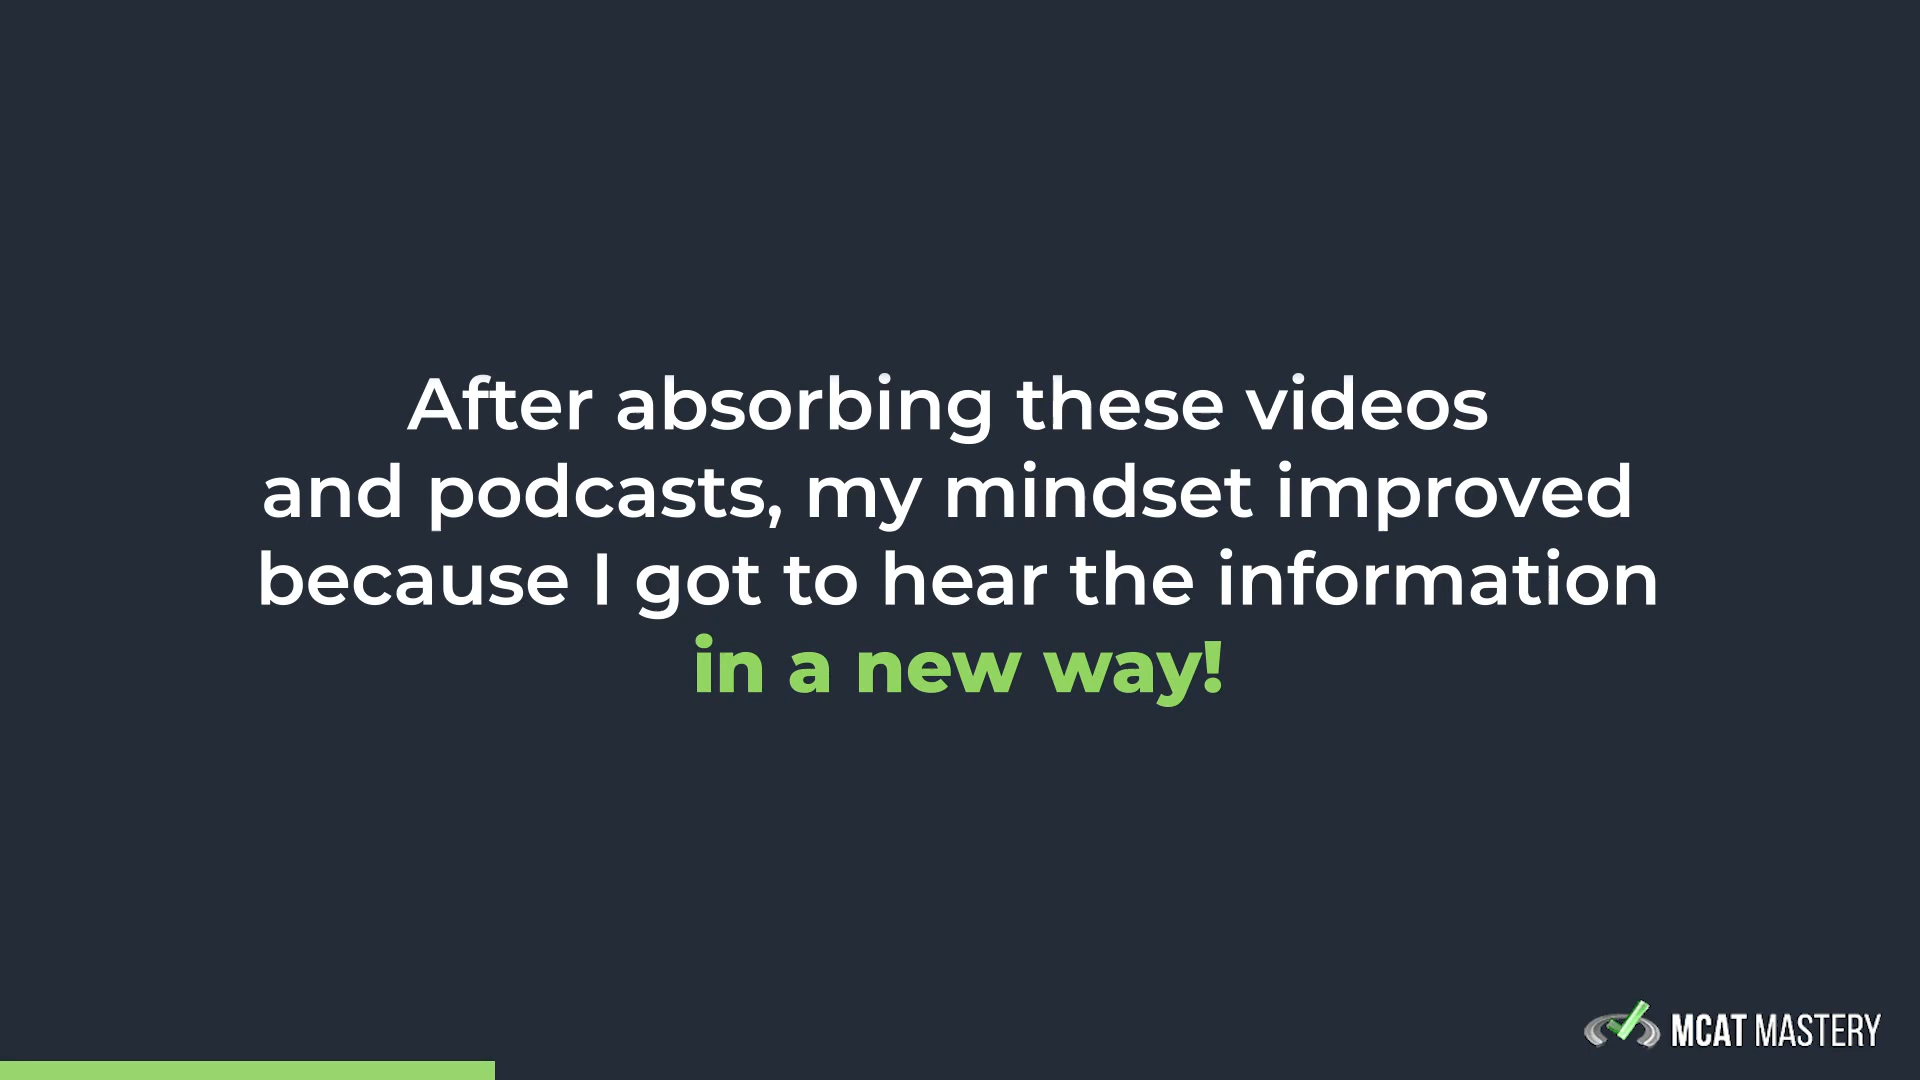 After absorbing these videos
and podcasts, my mindset improved
because I got to hear the information
in a new way!
MCAT MASTERY